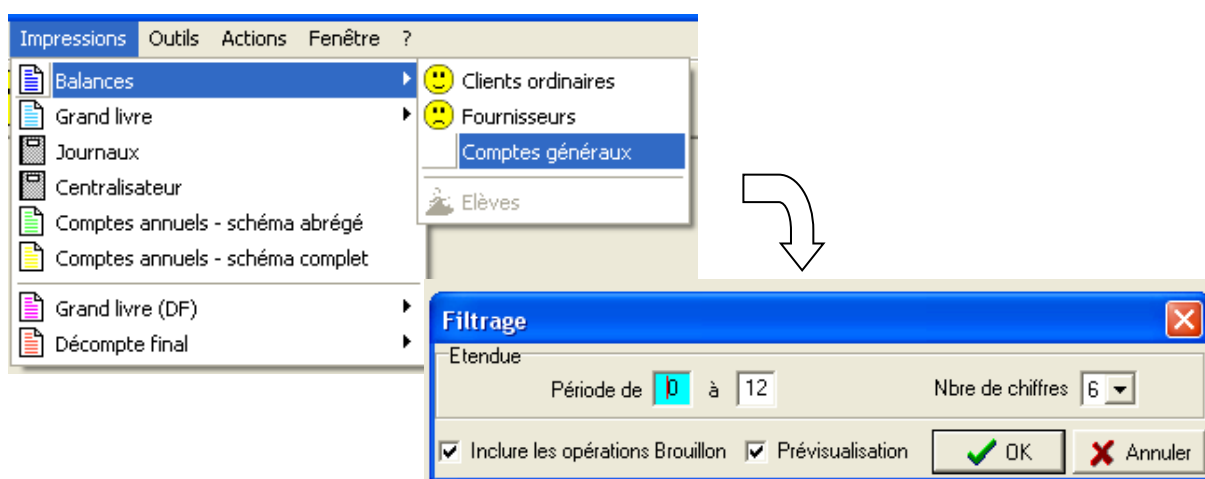 Impressions Outils Actions Fenêtre ?
Balances
Grand livre
Journaux
Centralisateur
Comptes annuels - schéma abrégé
Comptes annuels - schéma complet
Grand livre (DF)
Décompte final
Clients ordinaires
Fournisseurs
Comptes généraux
Elèves
Filtrage
Etendue
Période de 0 à 12 Nbre de chiffres 6
Inclure les opérations Brouillon Prévisualisation OK Annuler